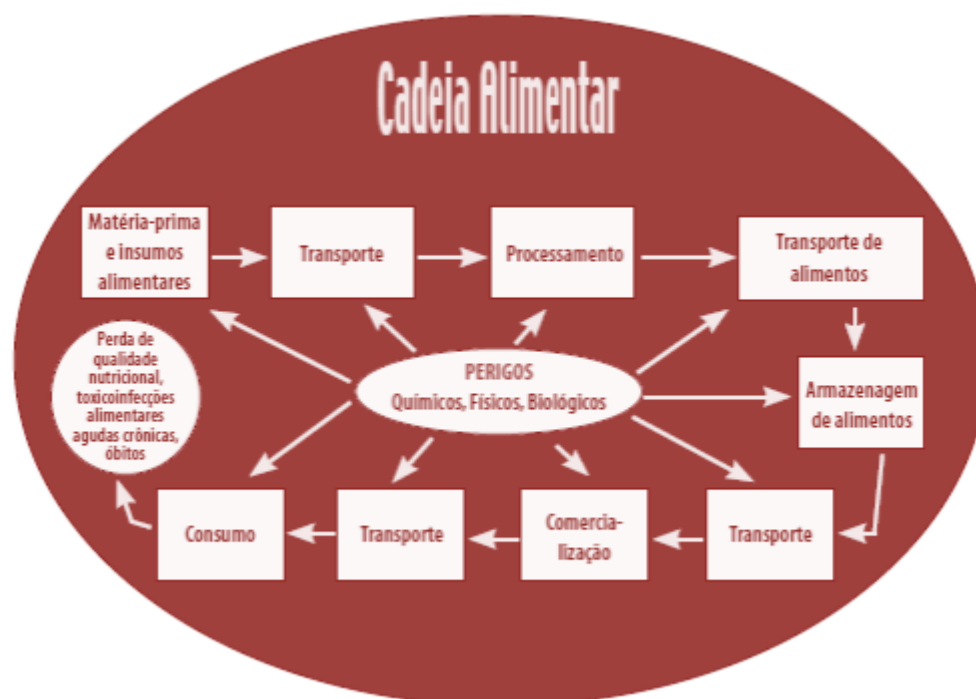 Cadeia Alimentar
Matéria-prima
e insumos
alimentares
Transporte
Processamento
Transporte de
alimentos
Perda de
qualidade
nutricional,
toxicoinfecções
alimentares
agudas crônicas,
óbitos
PERIGOS
Químicos, Físicos, Biológicos
Armazenagem
de alimentos
Consumo
Transporte
Comercia-
lização
Transporte